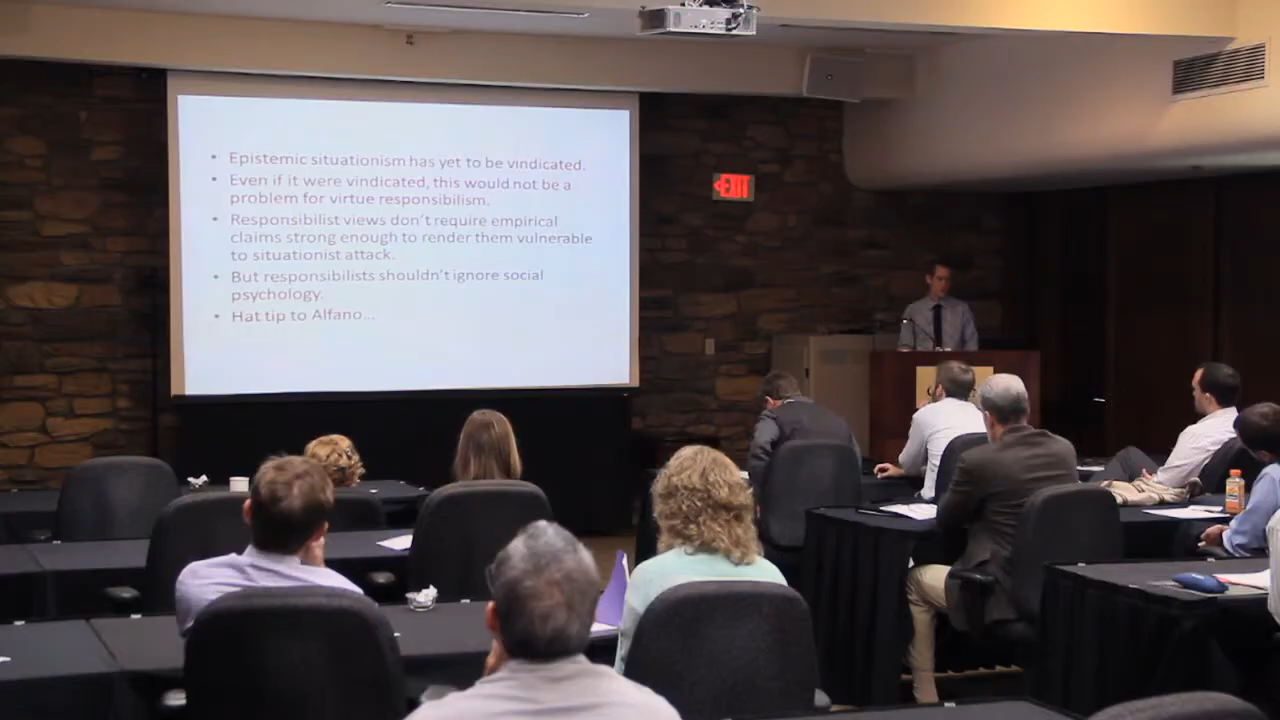 • Epistemic situationism has yet to be vindicated.
• Even if it were vindicated, this would not be a
problem for virtue responsibilism.
• Responsibilist views don't require empirical
claims strong enough to render them vulnerable
to situationist attack.
• But responsibilists shouldn't ignore social
psychology.
• Hat tip to Alfano...
EXIT